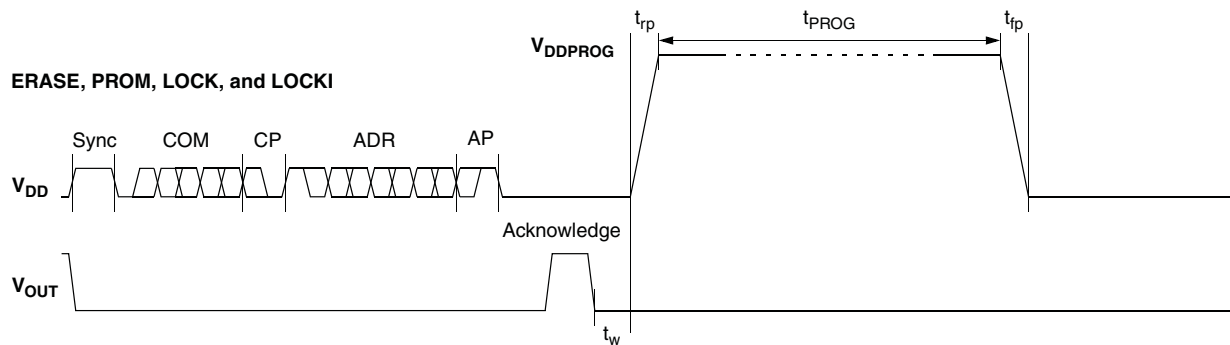 t_rp t_PROG t_fp
V_DDPROG
ERASE, PROM, LOCK, and LOCKI
Sync COM CP ADR AP
V_DD
Acknowledge
V_OUT
t_w